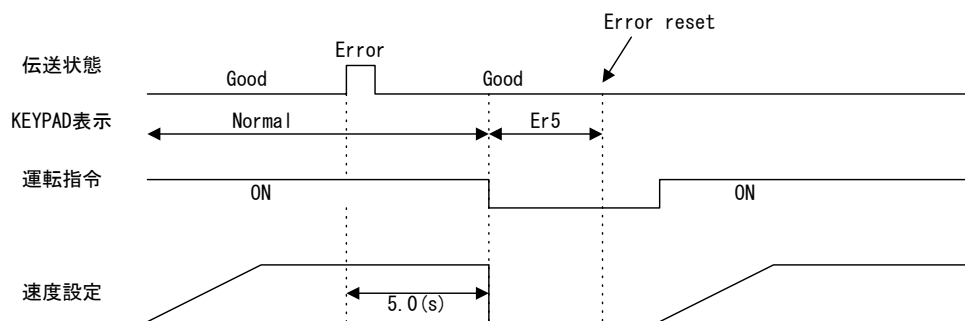 Error reset
伝送状態
Good
Error
Good
KEYPAD表示
Normal
Er5
運転指令
ON
ON
速度設定
5.0(s)